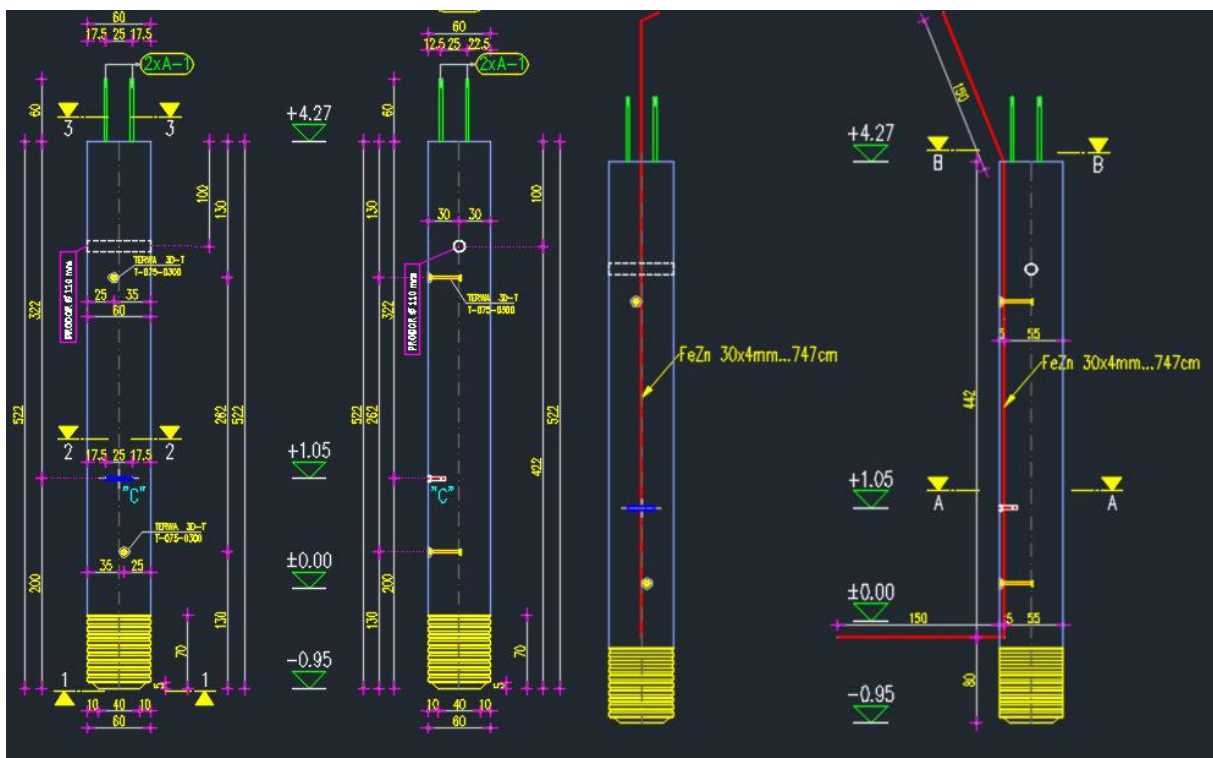 60
17.5 25 17.5
2xA-1
60
3 3
100
130
322
522
PRODOR Ø 110 mm
TERWA 3D-T
T-075-0300
25 35
60
262
522
2 2
17.5 25 17.5
"C"
TERWA 3D-T
T-075-0300
35 25
200
130
70
5
1 1
10 40 10
60
+4.27
+1.05
±0.00
-0.95
60
12.5 25 22.5
2xA-1
60
130
100
30 30
322
522
PRODOR Ø 110 mm
TERWA 3D-T
T-075-0300
262
522
422
"C"
200
130
70
5
10 40 10
60
FeZn 30x4mm...747cm
150
+4.27
B B
5 55
FeZn 30x4mm...747cm
442
+1.05
A A
±0.00
150 5 55
80
-0.95